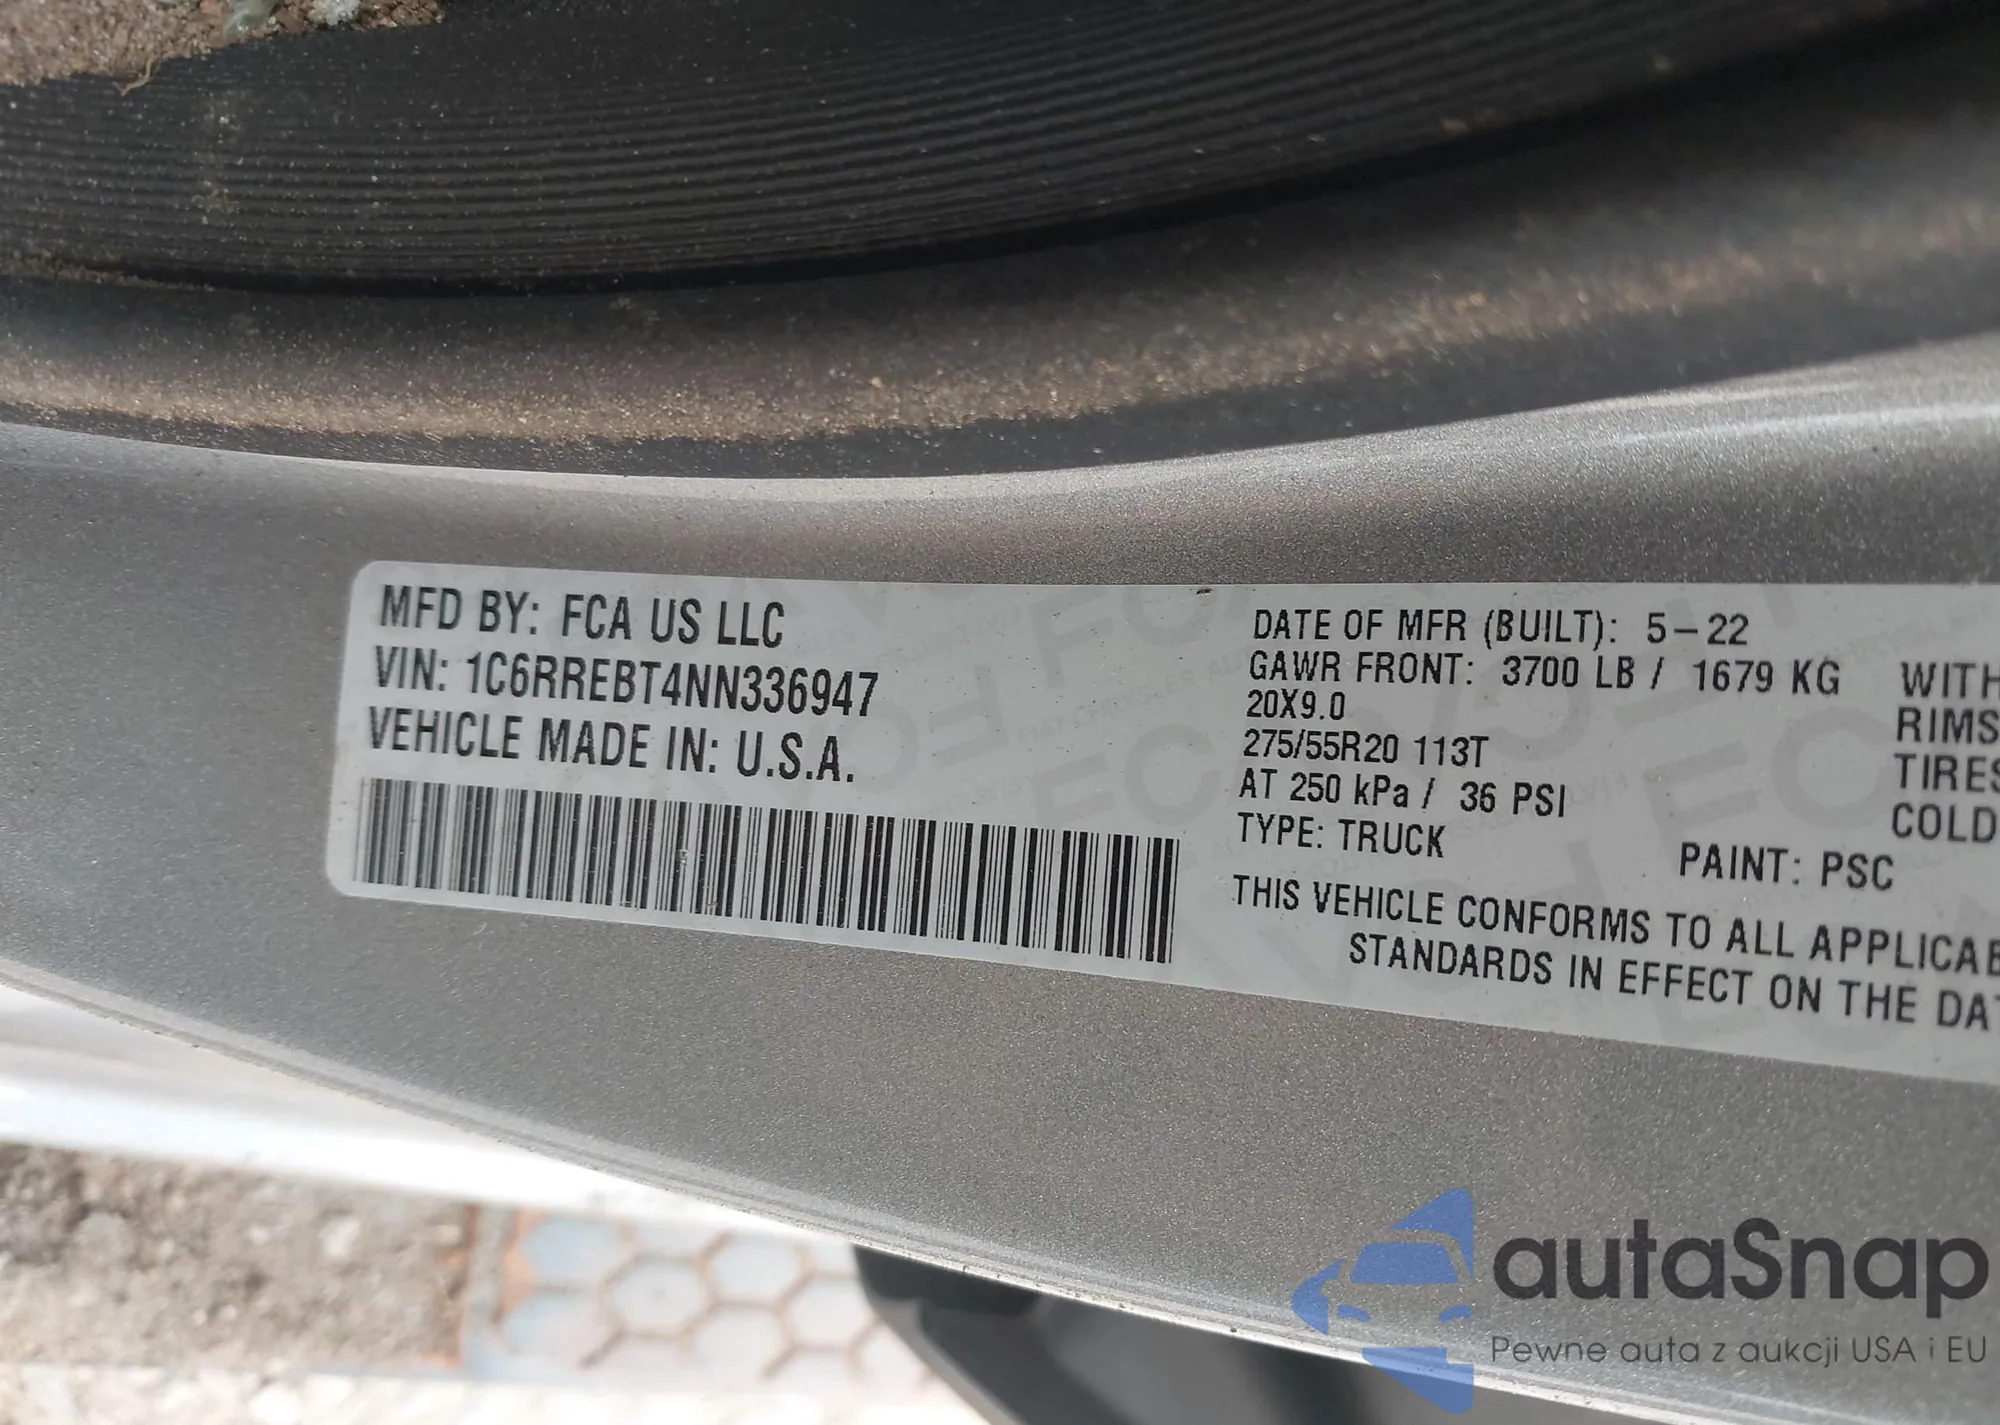 MFD BY: FCA US LLC
VIN: 1C6RREBT4NN336947
VEHICLE MADE IN: U.S.A.
DATE OF MFR (BUILT): 5-22
GAWR FRONT: 3700 LB / 1679 KG
20X9.0
275/55R20 113T
AT 250 kPa / 36 PSI
TYPE: TRUCK
PAINT: PSC
WITH
RIMS
TIRES
COLD
THIS VEHICLE CONFORMS TO ALL APPLICAB
STANDARDS IN EFFECT ON THE DAT
autaSnap
Pewne auta z aukcji USA i EU